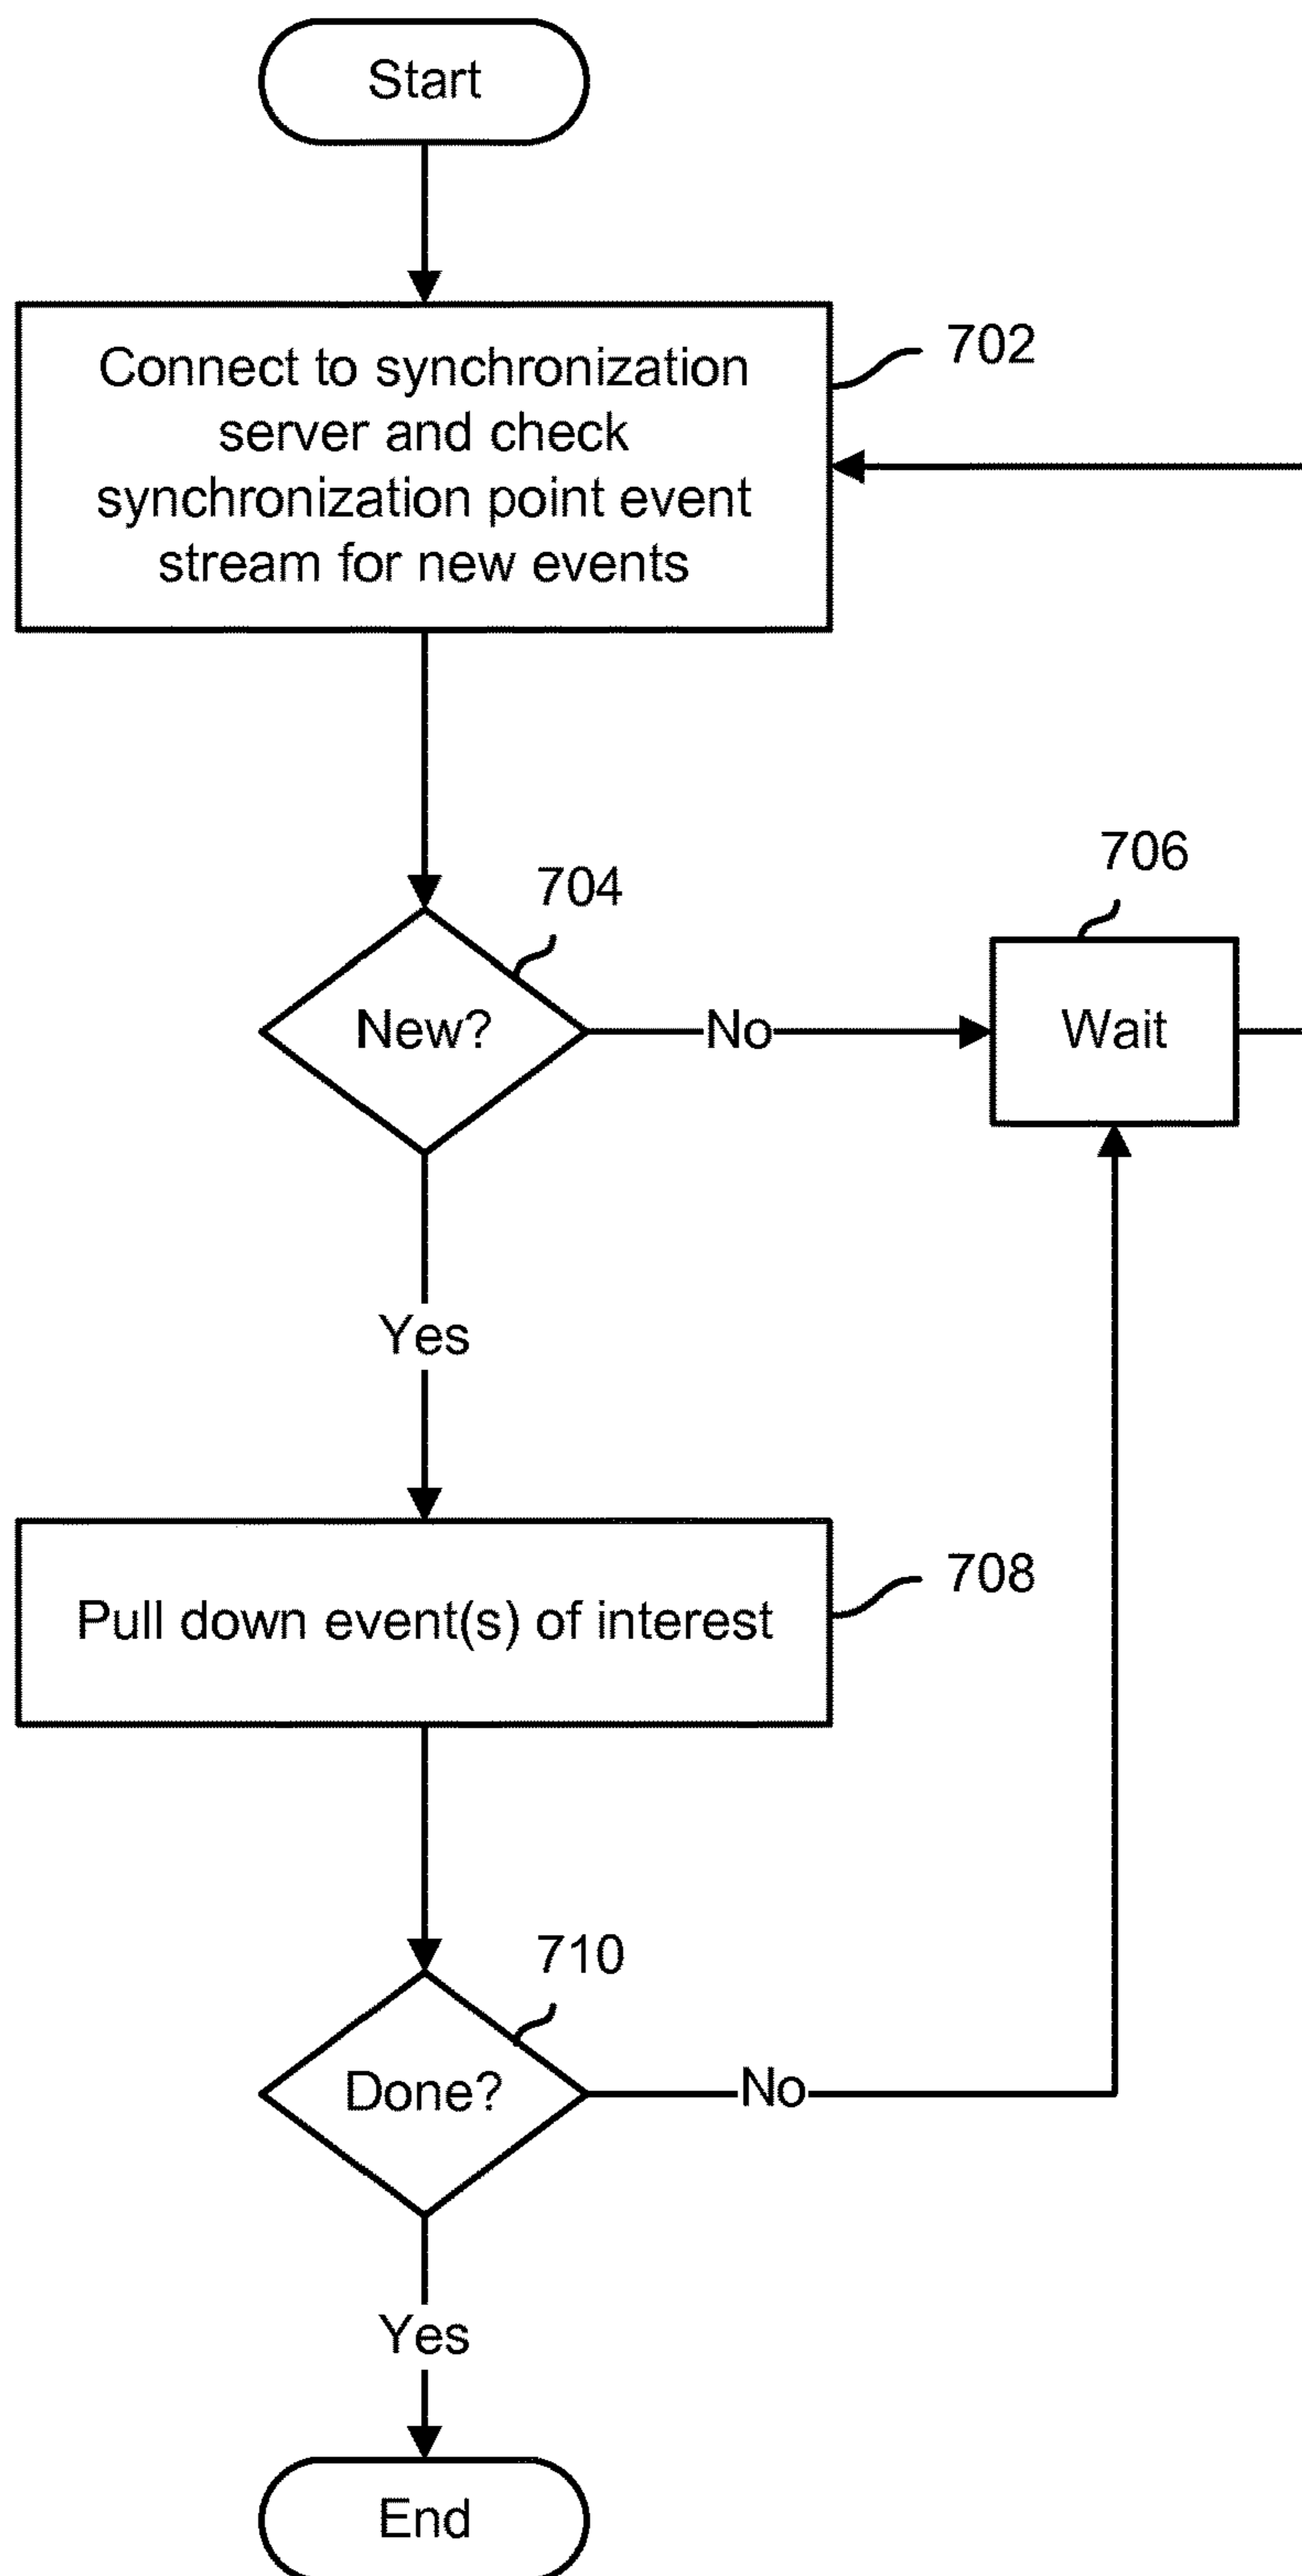 Start
Connect to synchronization
server and check
synchronization point event
stream for new events
702
704
New?
No
706
Wait
Yes
Pull down event(s) of interest
708
710
Done?
No
Yes
End